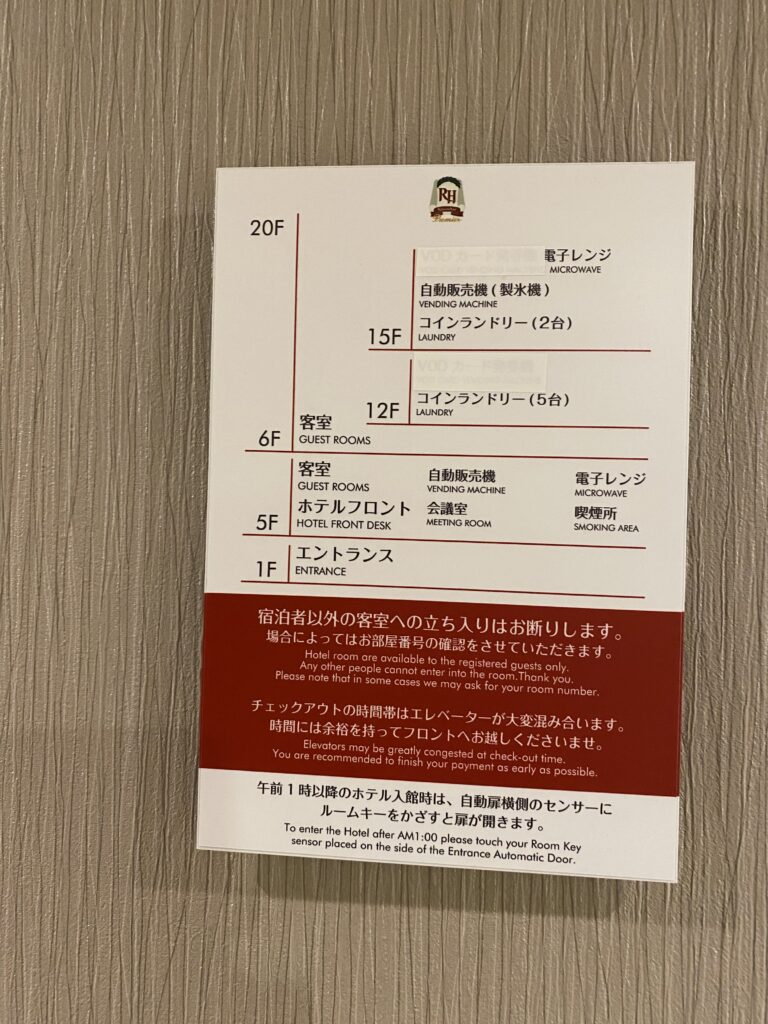 RH
Premier
20F
電子レンジ
MICROWAVE
自動販売機(製氷機)
VENDING MACHINE
コインランドリー(2台)
15F
LAUNDRY
VOD カード発売機
コインランドリー(5台)
12F
LAUNDRY
客室
6F
GUEST ROOMS
客室 自動販売機 電子レンジ
GUEST ROOMS VENDING MACHINE MICROWAVE
ホテルフロント 会議室 喫煙所
5F
HOTEL FRONT DESK MEETING ROOM SMOKING AREA
エントランス
1F
ENTRANCE
宿泊者以外の客室への立ち入りはお断りします。
場合によってはお部屋番号の確認をさせていただきます。
Hotel room are available to the registered guests only.
Any other people cannot enter into the room.Thank you.
Please note that in some cases we may ask for your room number.
チェックアウトの時間帯はエレベーターが大変混み合います。
時間には余裕を持ってフロントへお越しくださいませ。
Elevators may be greatly congested at check-out time.
You are recommended to finish your payment as early as possible.
午前1時以降のホテル入館時は、自動扉横側のセンサーに
ルームキーをかざすと扉が開きます。
To enter the Hotel after AM1:00 please touch your Room Key
sensor placed on the side of the Entrance Automatic Door.